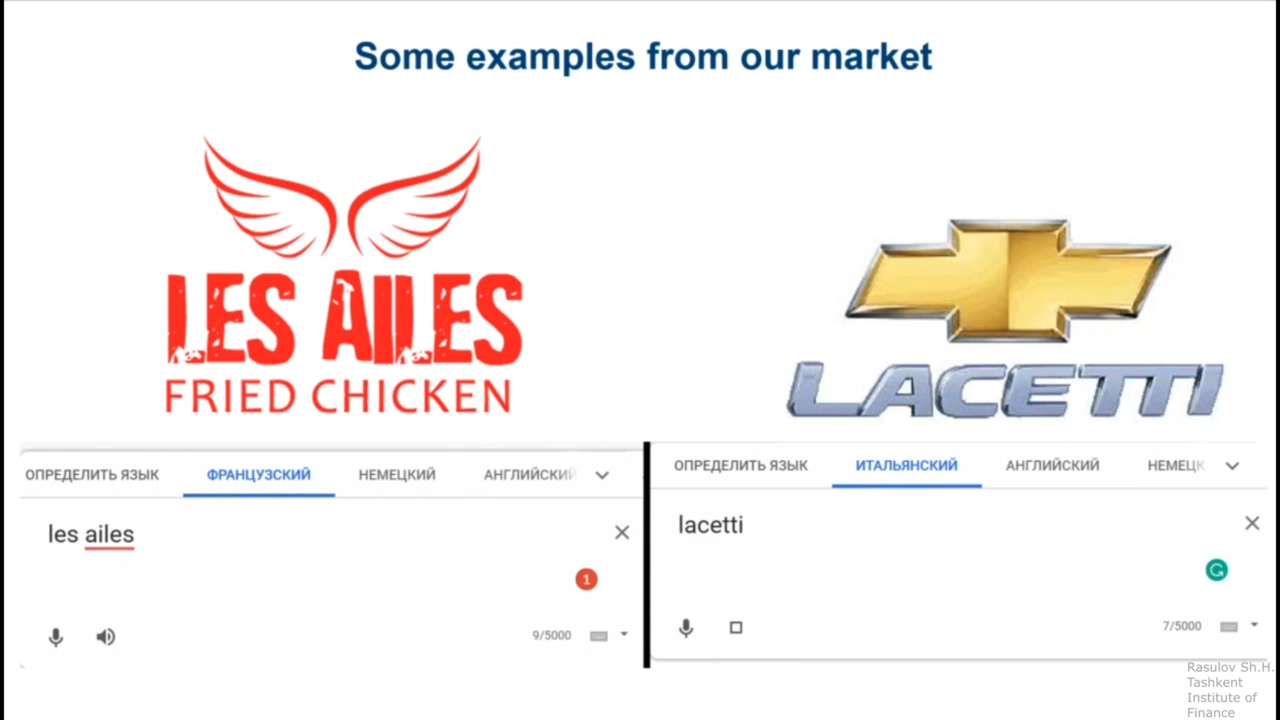 Some examples from our market
LES AILES
FRIED CHICKEN
LACETTI
ОПРЕДЕЛИТЬ ЯЗЫК ФРАНЦУЗСКИЙ НЕМЕЦКИЙ АНГЛИЙСКИЙ
les ailes
1
9/5000
ОПРЕДЕЛИТЬ ЯЗЫК ИТАЛЬЯНСКИЙ АНГЛИЙСКИЙ НЕМЕЦК
lacetti
7/5000
Rasulov Sh.H.
Tashkent
Institute of
Finance